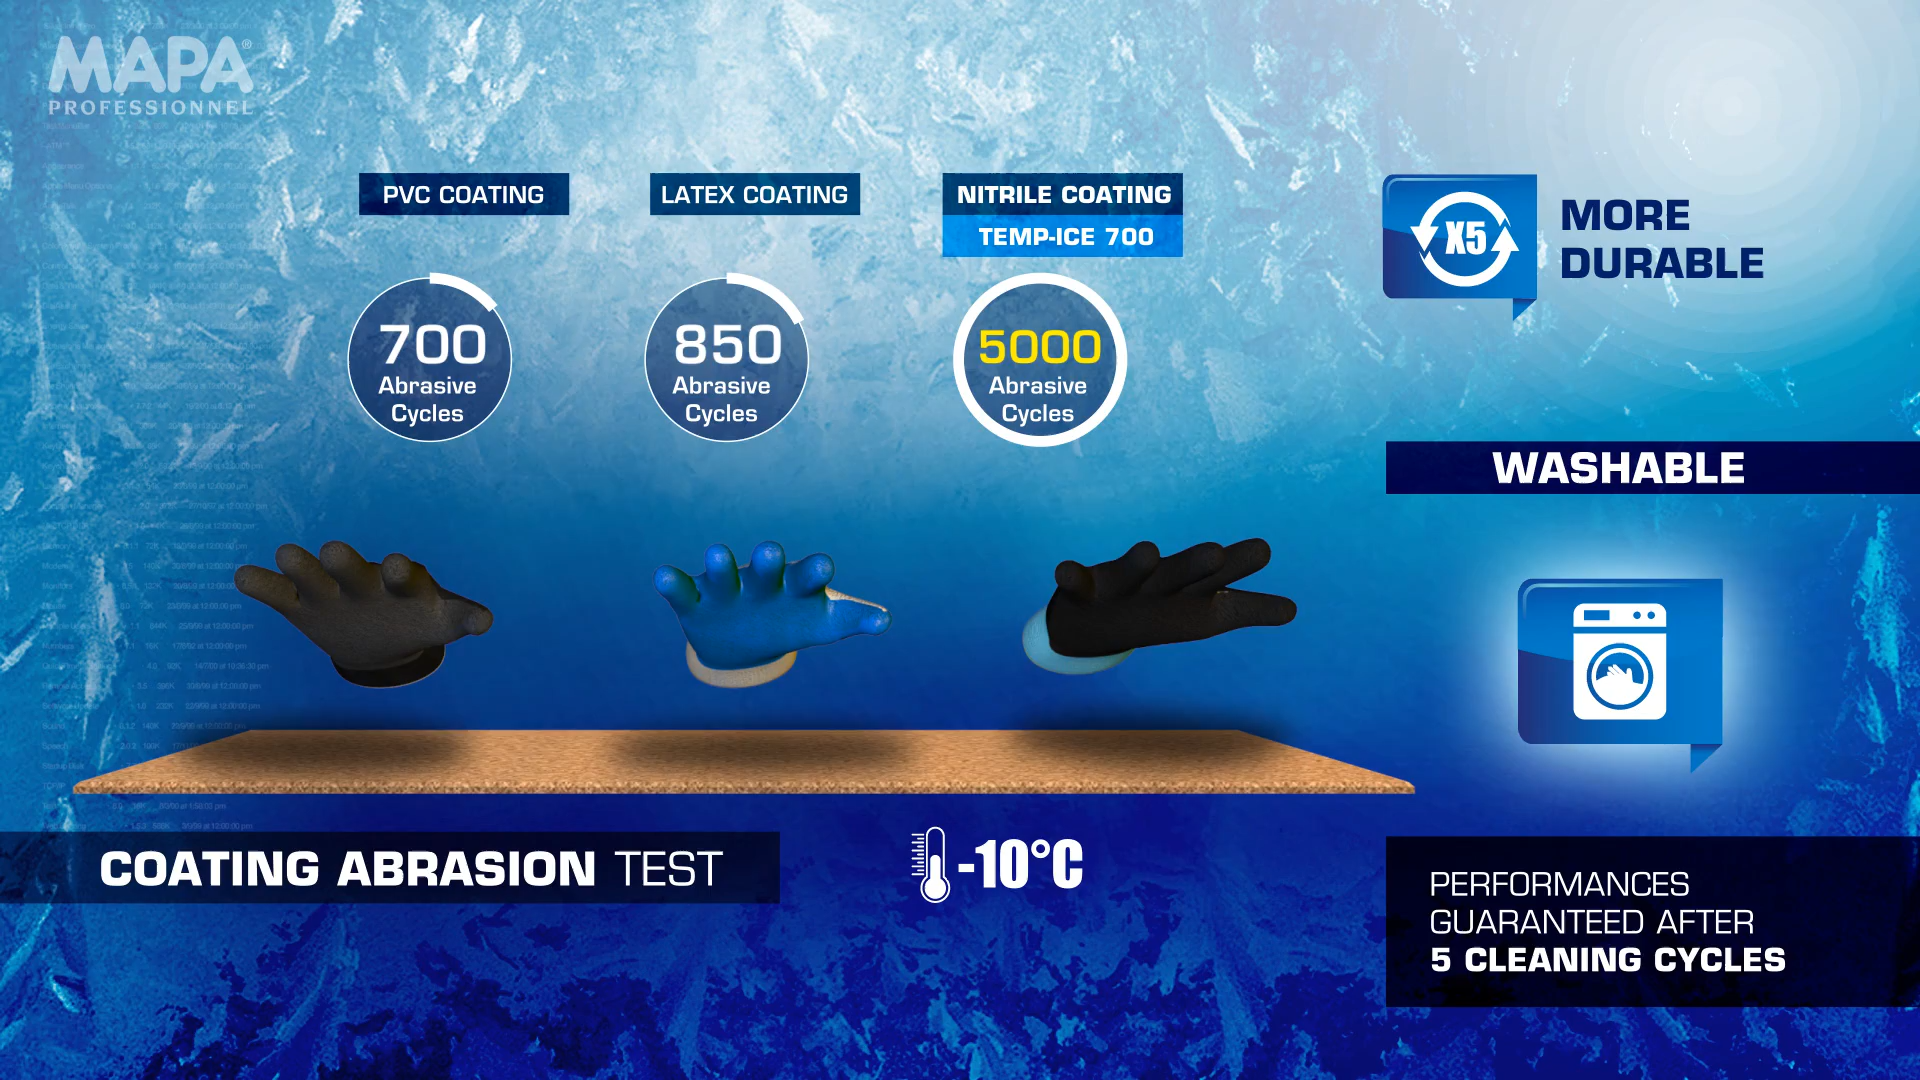 MAPA®
PROFESSIONNEL
PVC COATING
LATEX COATING
NITRILE COATING
TEMP-ICE 700
700
Abrasive
Cycles
850
Abrasive
Cycles
5000
Abrasive
Cycles
X5
MORE
DURABLE
WASHABLE
COATING ABRASION TEST
-10°C
PERFORMANCES
GUARANTEED AFTER
5 CLEANING CYCLES